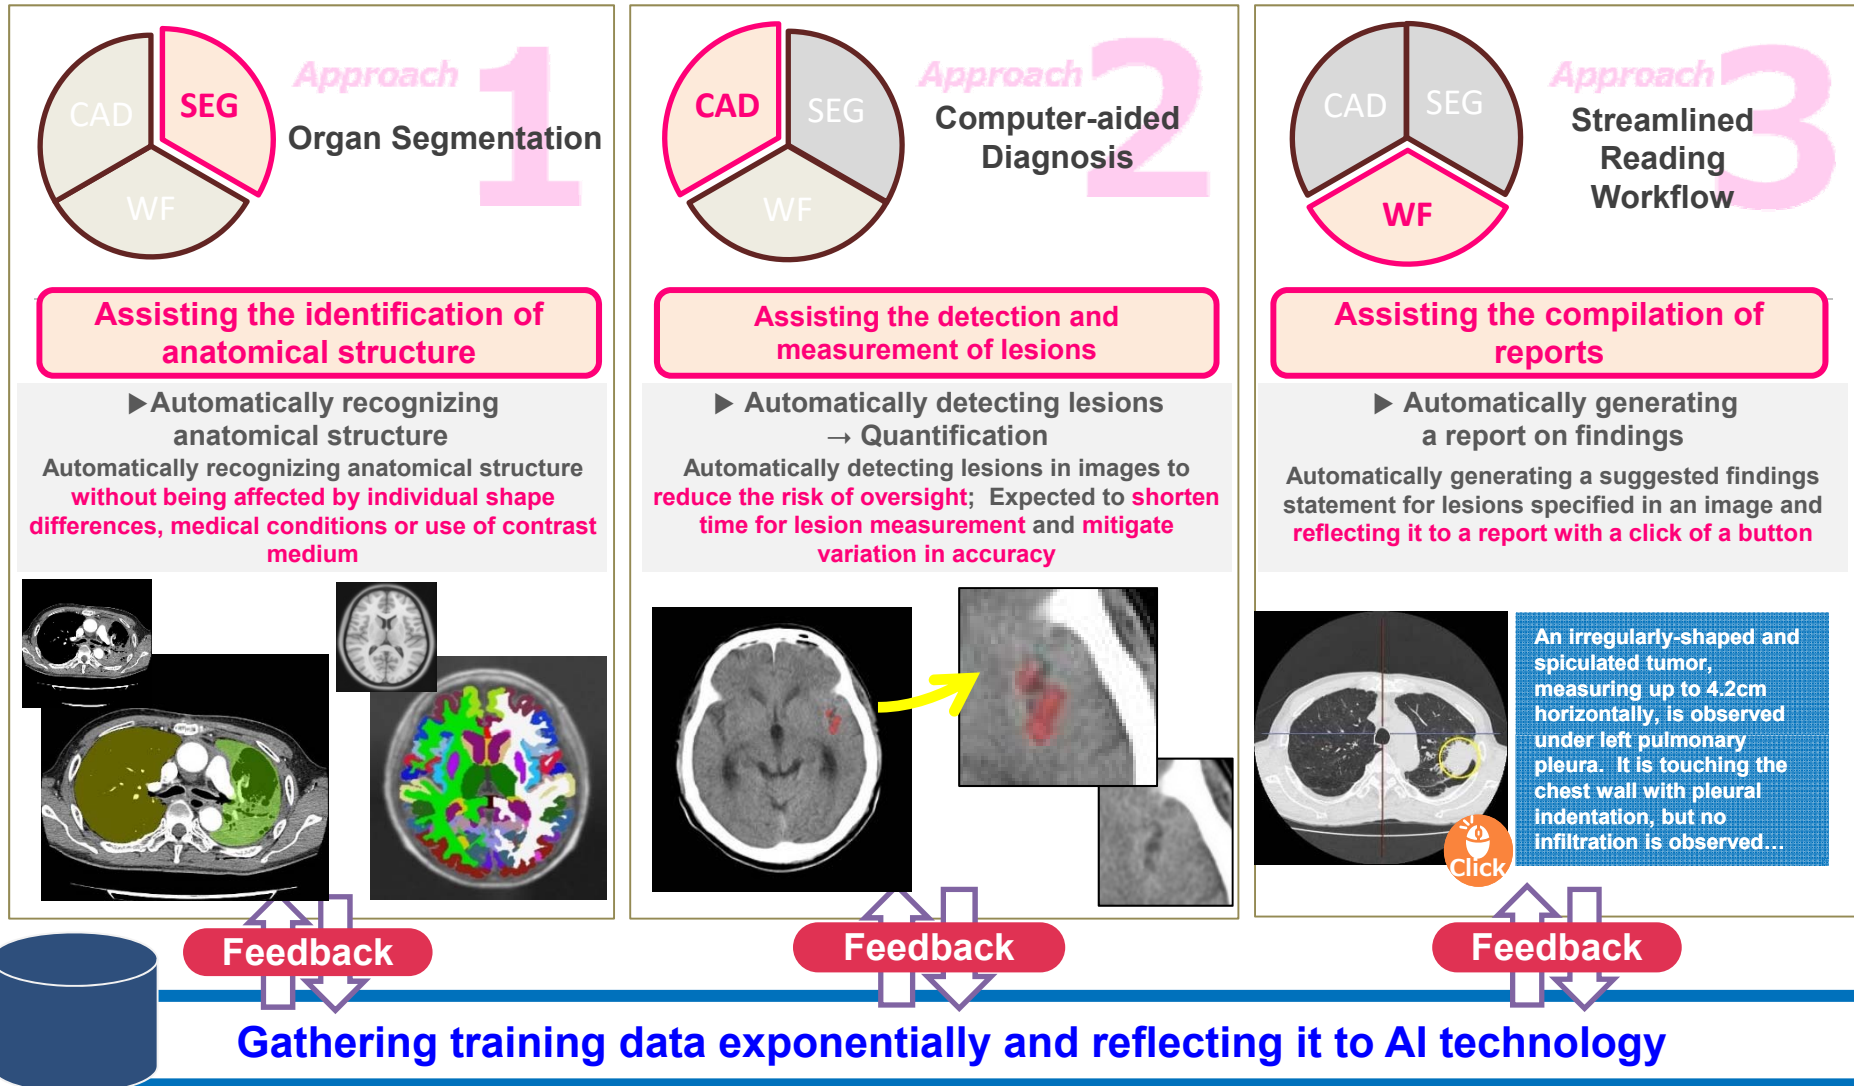 CAD
SEG
WF
Approach 1
Organ Segmentation
Assisting the identification of
anatomical structure
▶Automatically recognizing
anatomical structure
Automatically recognizing anatomical structure
without being affected by individual shape
differences, medical conditions or use of contrast
medium
CAD
SEG
WF
Approach 2
Computer-aided
Diagnosis
Assisting the detection and
measurement of lesions
▶ Automatically detecting lesions
→ Quantification
Automatically detecting lesions in images to
reduce the risk of oversight;  Expected to shorten
time for lesion measurement and mitigate
variation in accuracy
CAD
SEG
WF
Approach 3
Streamlined
Reading
Workflow
Assisting the compilation of
reports
▶ Automatically generating
a report on findings
Automatically generating a suggested findings
statement for lesions specified in an image and
reflecting it to a report with a click of a button
An irregularly-shaped and
spiculated tumor,
measuring up to 4.2cm
horizontally, is observed
under left pulmonary
pleura.  It is touching the
chest wall with pleural
indentation, but no
infiltration is observed…
Click
Feedback
Feedback
Feedback
Gathering training data exponentially and reflecting it to AI technology